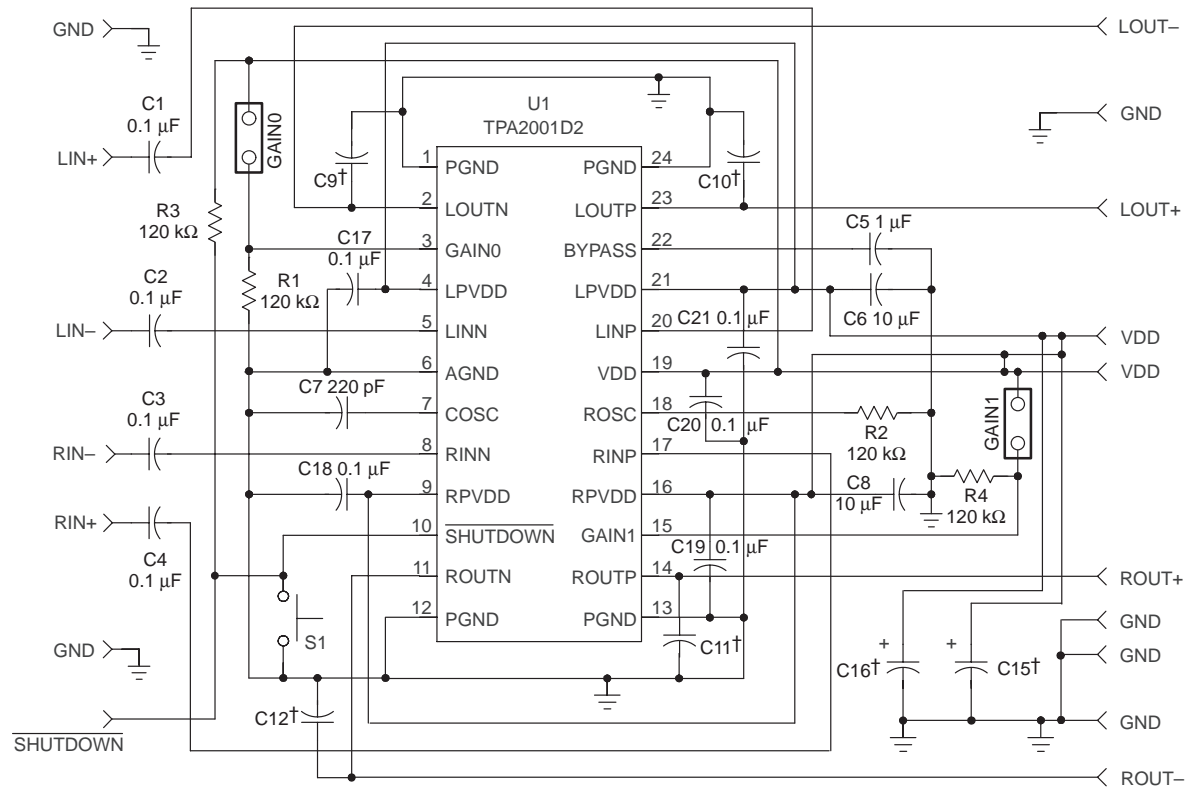 GND
LOUT–
U1
TPA2001D2
C1
0.1 µF
GAIN0
GND
LIN+
C9†
C10†
1
PGND
PGND
24
2
LOUTN
LOUTP
23
LOUT+
R3
120 kΩ
C17
0.1 µF
C5 1 µF
3
GAIN0
BYPASS
22
R1
120 kΩ
C2
0.1 µF
4
LPVDD
LPVDD
21
C21 0.1 µF
C6 10 µF
LIN–
5
LINN
LINP
20
VDD
6
AGND
VDD
19
VDD
C7 220 pF
C3
0.1 µF
7
COSC
ROSC
18
C20 0.1 µF
R2
120 kΩ
GAIN1
RIN–
8
RINN
RINP
17
C18 0.1 µF
9
RPVDD
RPVDD
16
C8
10 µF
R4
120 kΩ
RIN+
C4
0.1 µF
10
SHUTDOWN
GAIN1
15
C19 0.1 µF
11
ROUTN
ROUTP
14
ROUT+
12
PGND
PGND
13
GND
S1
C11†
GND
GND
+
C16†
+
C15†
C12†
GND
SHUTDOWN
ROUT–